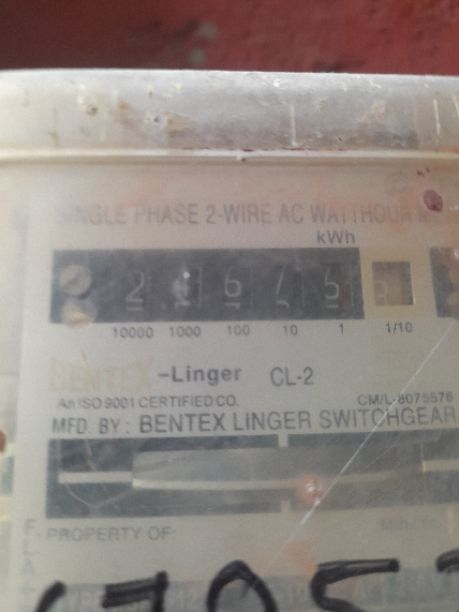 SINGLE PHASE 2-WIRE AC WATTHOUR
kWh
2 6 7 5
10000 1000 100 10 1 1/10
BENTEX -Linger CL-2
An ISO 9001 CERTIFIED CO. CM/L-8075576
MFD. BY : BENTEX LINGER SWITCHGEAR
PROPERTY OF: